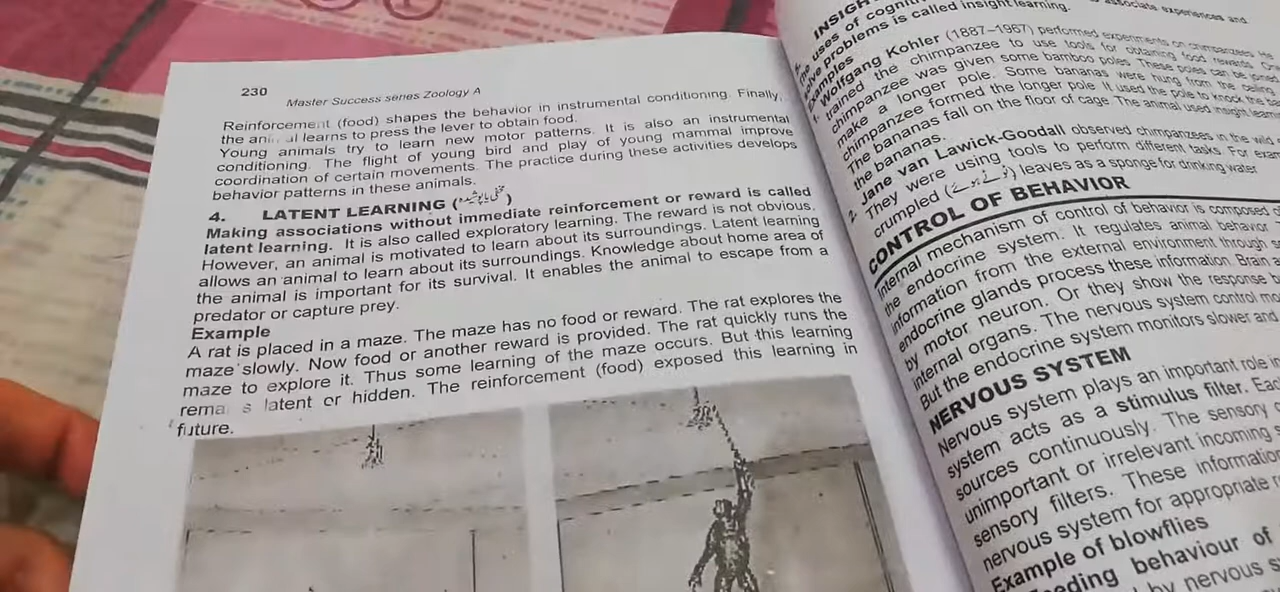 230
Master Success series Zoology A
Reinforcement (food) shapes the behavior in instrumental conditioning. Finally,
the learns to press the lever to obtain food.
Young animals try to learn new motor patterns. It is also an instrumental
conditioning. The flight of young bird and play of young mammal improve
coordination of certain movements. The practice during these activities develops
behavior patterns in these animals.
4. LATENT LEARNING
Making associations without immediate reinforcement or reward is called
latent learning. It is also called exploratory learning. The reward is not obvious.
However, an animal is motivated to learn about its surroundings. Latent learning
allows an animal to learn about its surroundings. Knowledge about home area of
the animal is important for its survival. It enables the animal to escape from a
predator or capture prey.
Example
A rat is placed in a maze. The maze has no food or reward. The rat explores the
maze slowly. Now food or another reward is provided. The rat quickly runs the
maze to explore it. Thus some learning of the maze occurs. But this learning
latent or hidden. The reinforcement (food) exposed this learning in
future.
associate experiences and
uses of
problems is called insight learning.
Examples
1. Wolfgang Kohler (1887–1967) performed experiments on chimpanzees. He
trained the chimpanzee to use tools for obtaining food rewards.
chimpanzee was given some bamboo poles. These poles can be joined
make a longer pole. Some bananas were hung from the ceiling.
chimpanzee formed the longer pole. It used the pole to knock the
The bananas fall on the floor of cage. The animal used insight
the bananas.
2. Jane van Lawick-Goodall observed chimpanzees in the wild
They were using tools to perform different tasks. For
crumpled leaves as a sponge for drinking water
CONTROL OF BEHAVIOR
Internal mechanism of control of behavior is composed
the endocrine system. It regulates animal behavior
information from the external environment through
endocrine glands process these information. Brain
by motor neuron. Or they show the response
internal organs. The nervous system control
But the endocrine system monitors slower and
NERVOUS SYSTEM
Nervous system plays an important role
system acts as a stimulus filter.
sources continuously. The sensory
unimportant or irrelevant incoming
sensory filters. These
nervous system for appropriate
Example of blowflies
behaviour of
by nervous